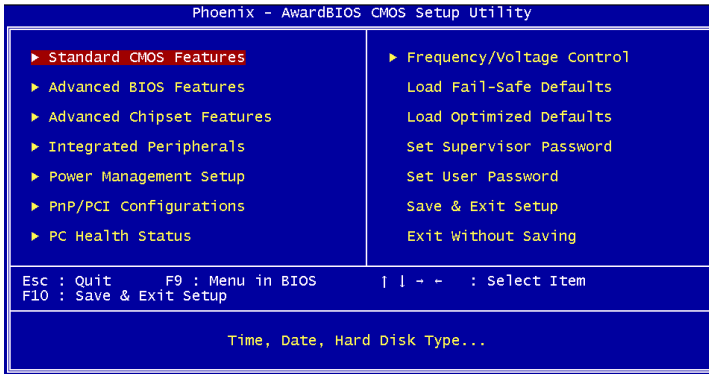 Phoenix - AwardBIOS CMOS Setup Utility
▶ Standard CMOS Features
▶ Advanced BIOS Features
▶ Advanced Chipset Features
▶ Integrated Peripherals
▶ Power Management Setup
▶ PnP/PCI Configurations
▶ PC Health Status
▶ Frequency/Voltage Control
Load Fail-Safe Defaults
Load Optimized Defaults
Set Supervisor Password
Set User Password
Save & Exit Setup
Exit Without Saving
Esc : Quit F9 : Menu in BIOS ↑ ↓ → ← : Select Item
F10 : Save & Exit Setup
Time, Date, Hard Disk Type...